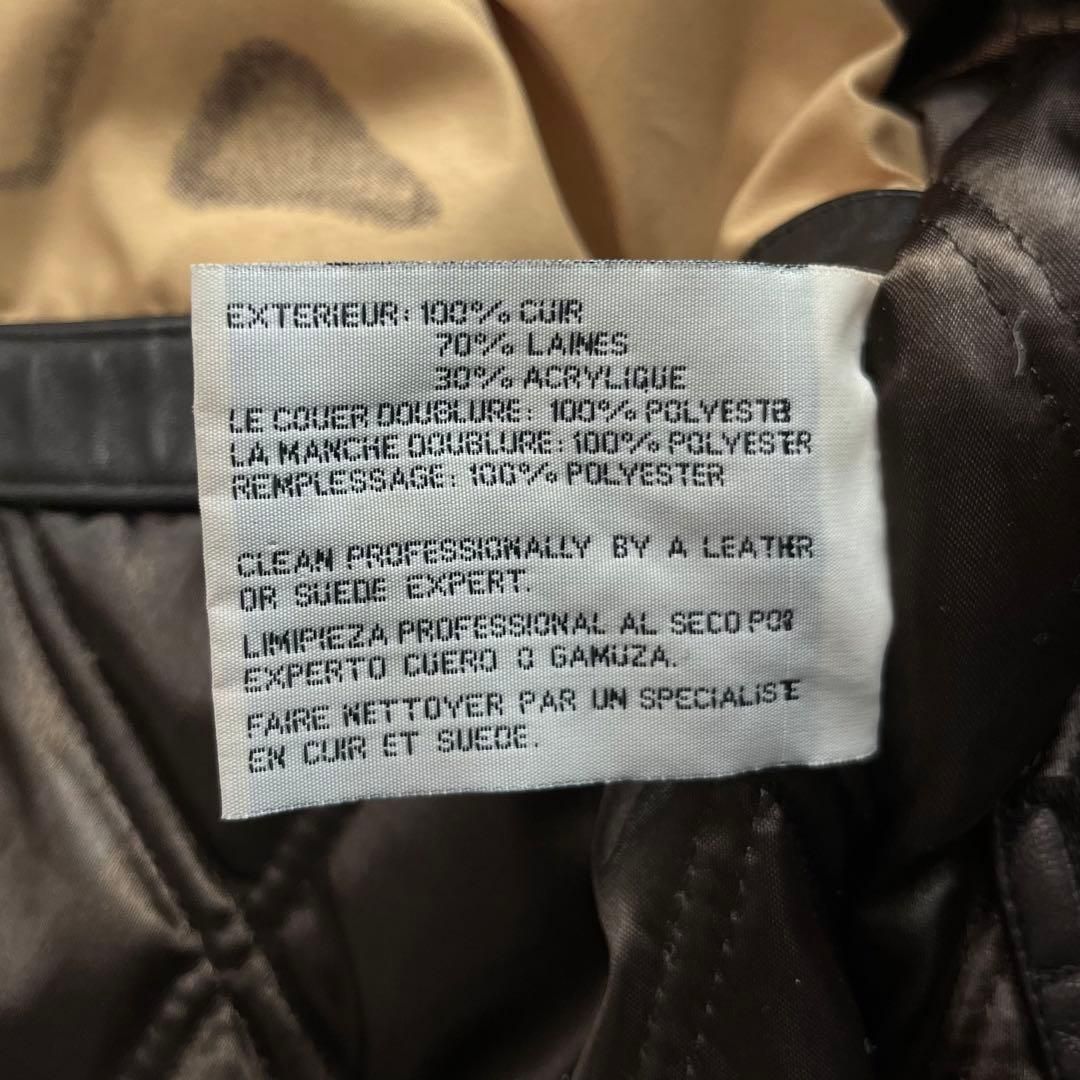 EXTERIEUR: 100% CUIR
70% LAINES
30% ACRYLIQUE
LE COUER DOUBLURE: 100% POLYESTR
LA MANCHE DOUBLURE: 100% POLYESTER
REMPLESSAGE: 100% POLYESTER
CLEAN PROFESSIONALLY BY A LEATHR
OR SUEDE EXPERT.
LIMPIEZA PROFESSIONAL AL SECO POR
EXPERTO CUERO O GAMUZA.
FAIRE NETTOYER PAR UN SPECIALISTE
EN CUIR ET SUEDE.